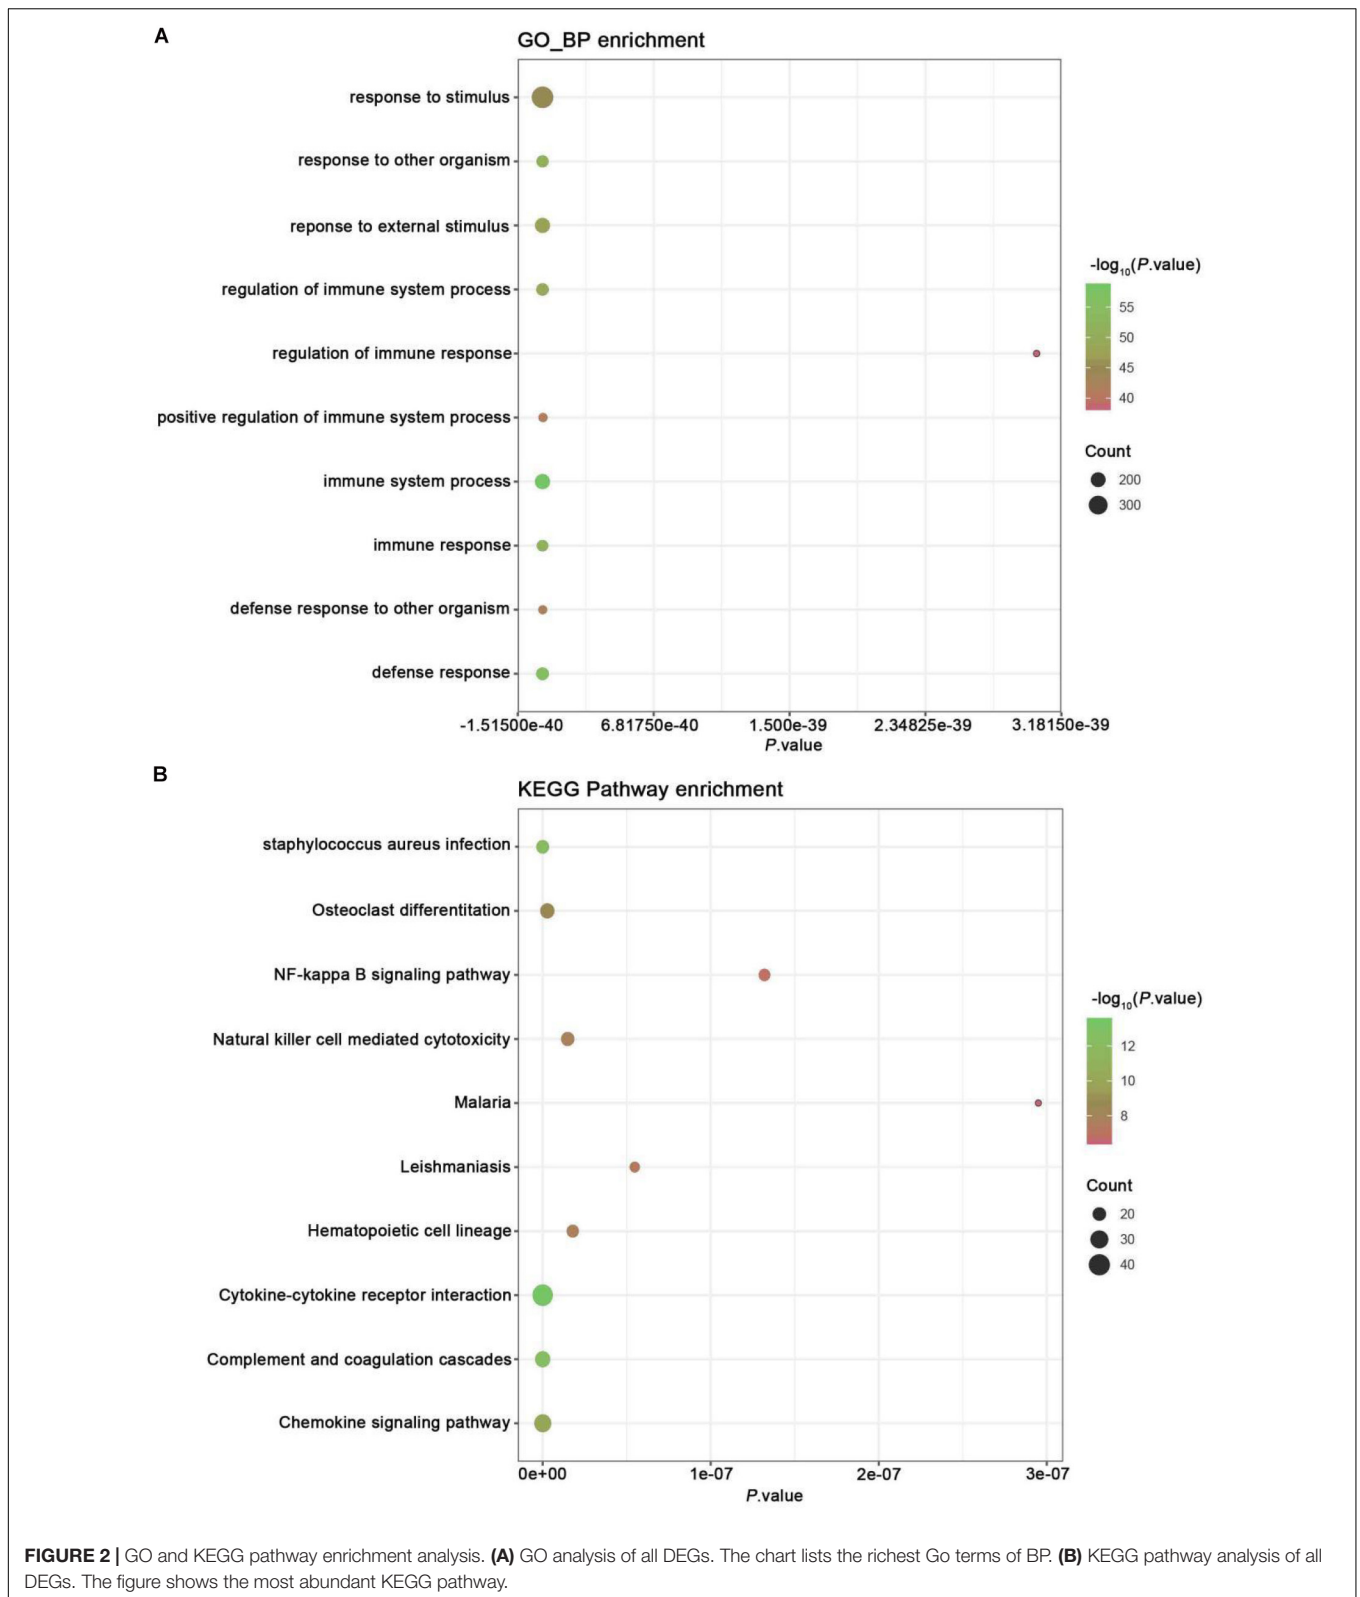 A
GO_BP enrichment
response to stimulus
response to other organism
reponse to external stimulus
regulation of immune system process
regulation of immune response
positive regulation of immune system process
immune system process
immune response
defense response to other organism
defense response
-1.51500e-40 6.81750e-40 1.500e-39 2.34825e-39 3.18150e-39
P.value
-log10(P.value)
55
50
45
40
Count
200
300
B
KEGG Pathway enrichment
staphylococcus aureus infection
Osteoclast differentitation
NF-kappa B signaling pathway
Natural killer cell mediated cytotoxicity
Malaria
Leishmaniasis
Hematopoietic cell lineage
Cytokine-cytokine receptor interaction
Complement and coagulation cascades
Chemokine signaling pathway
0e+00 1e-07 2e-07 3e-07
P.value
-log10(P.value)
12
10
8
Count
20
30
40
FIGURE 2 | GO and KEGG pathway enrichment analysis. (A) GO analysis of all DEGs. The chart lists the richest Go terms of BP. (B) KEGG pathway analysis of all
DEGs. The figure shows the most abundant KEGG pathway.